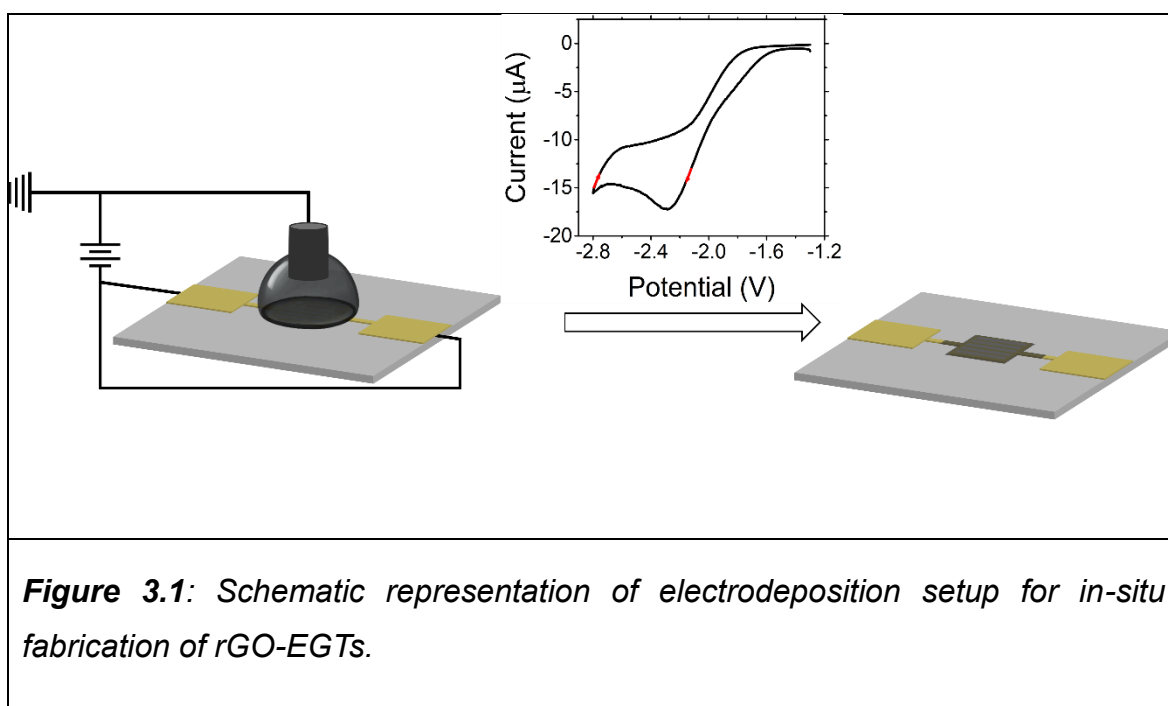 0
-5
-10
-15
-20
Current (μA)
-2.8 -2.4 -2.0 -1.6 -1.2
Potential (V)
Figure 3.1: Schematic representation of electrodeposition setup for in-situ
fabrication of rGO-EGTs.